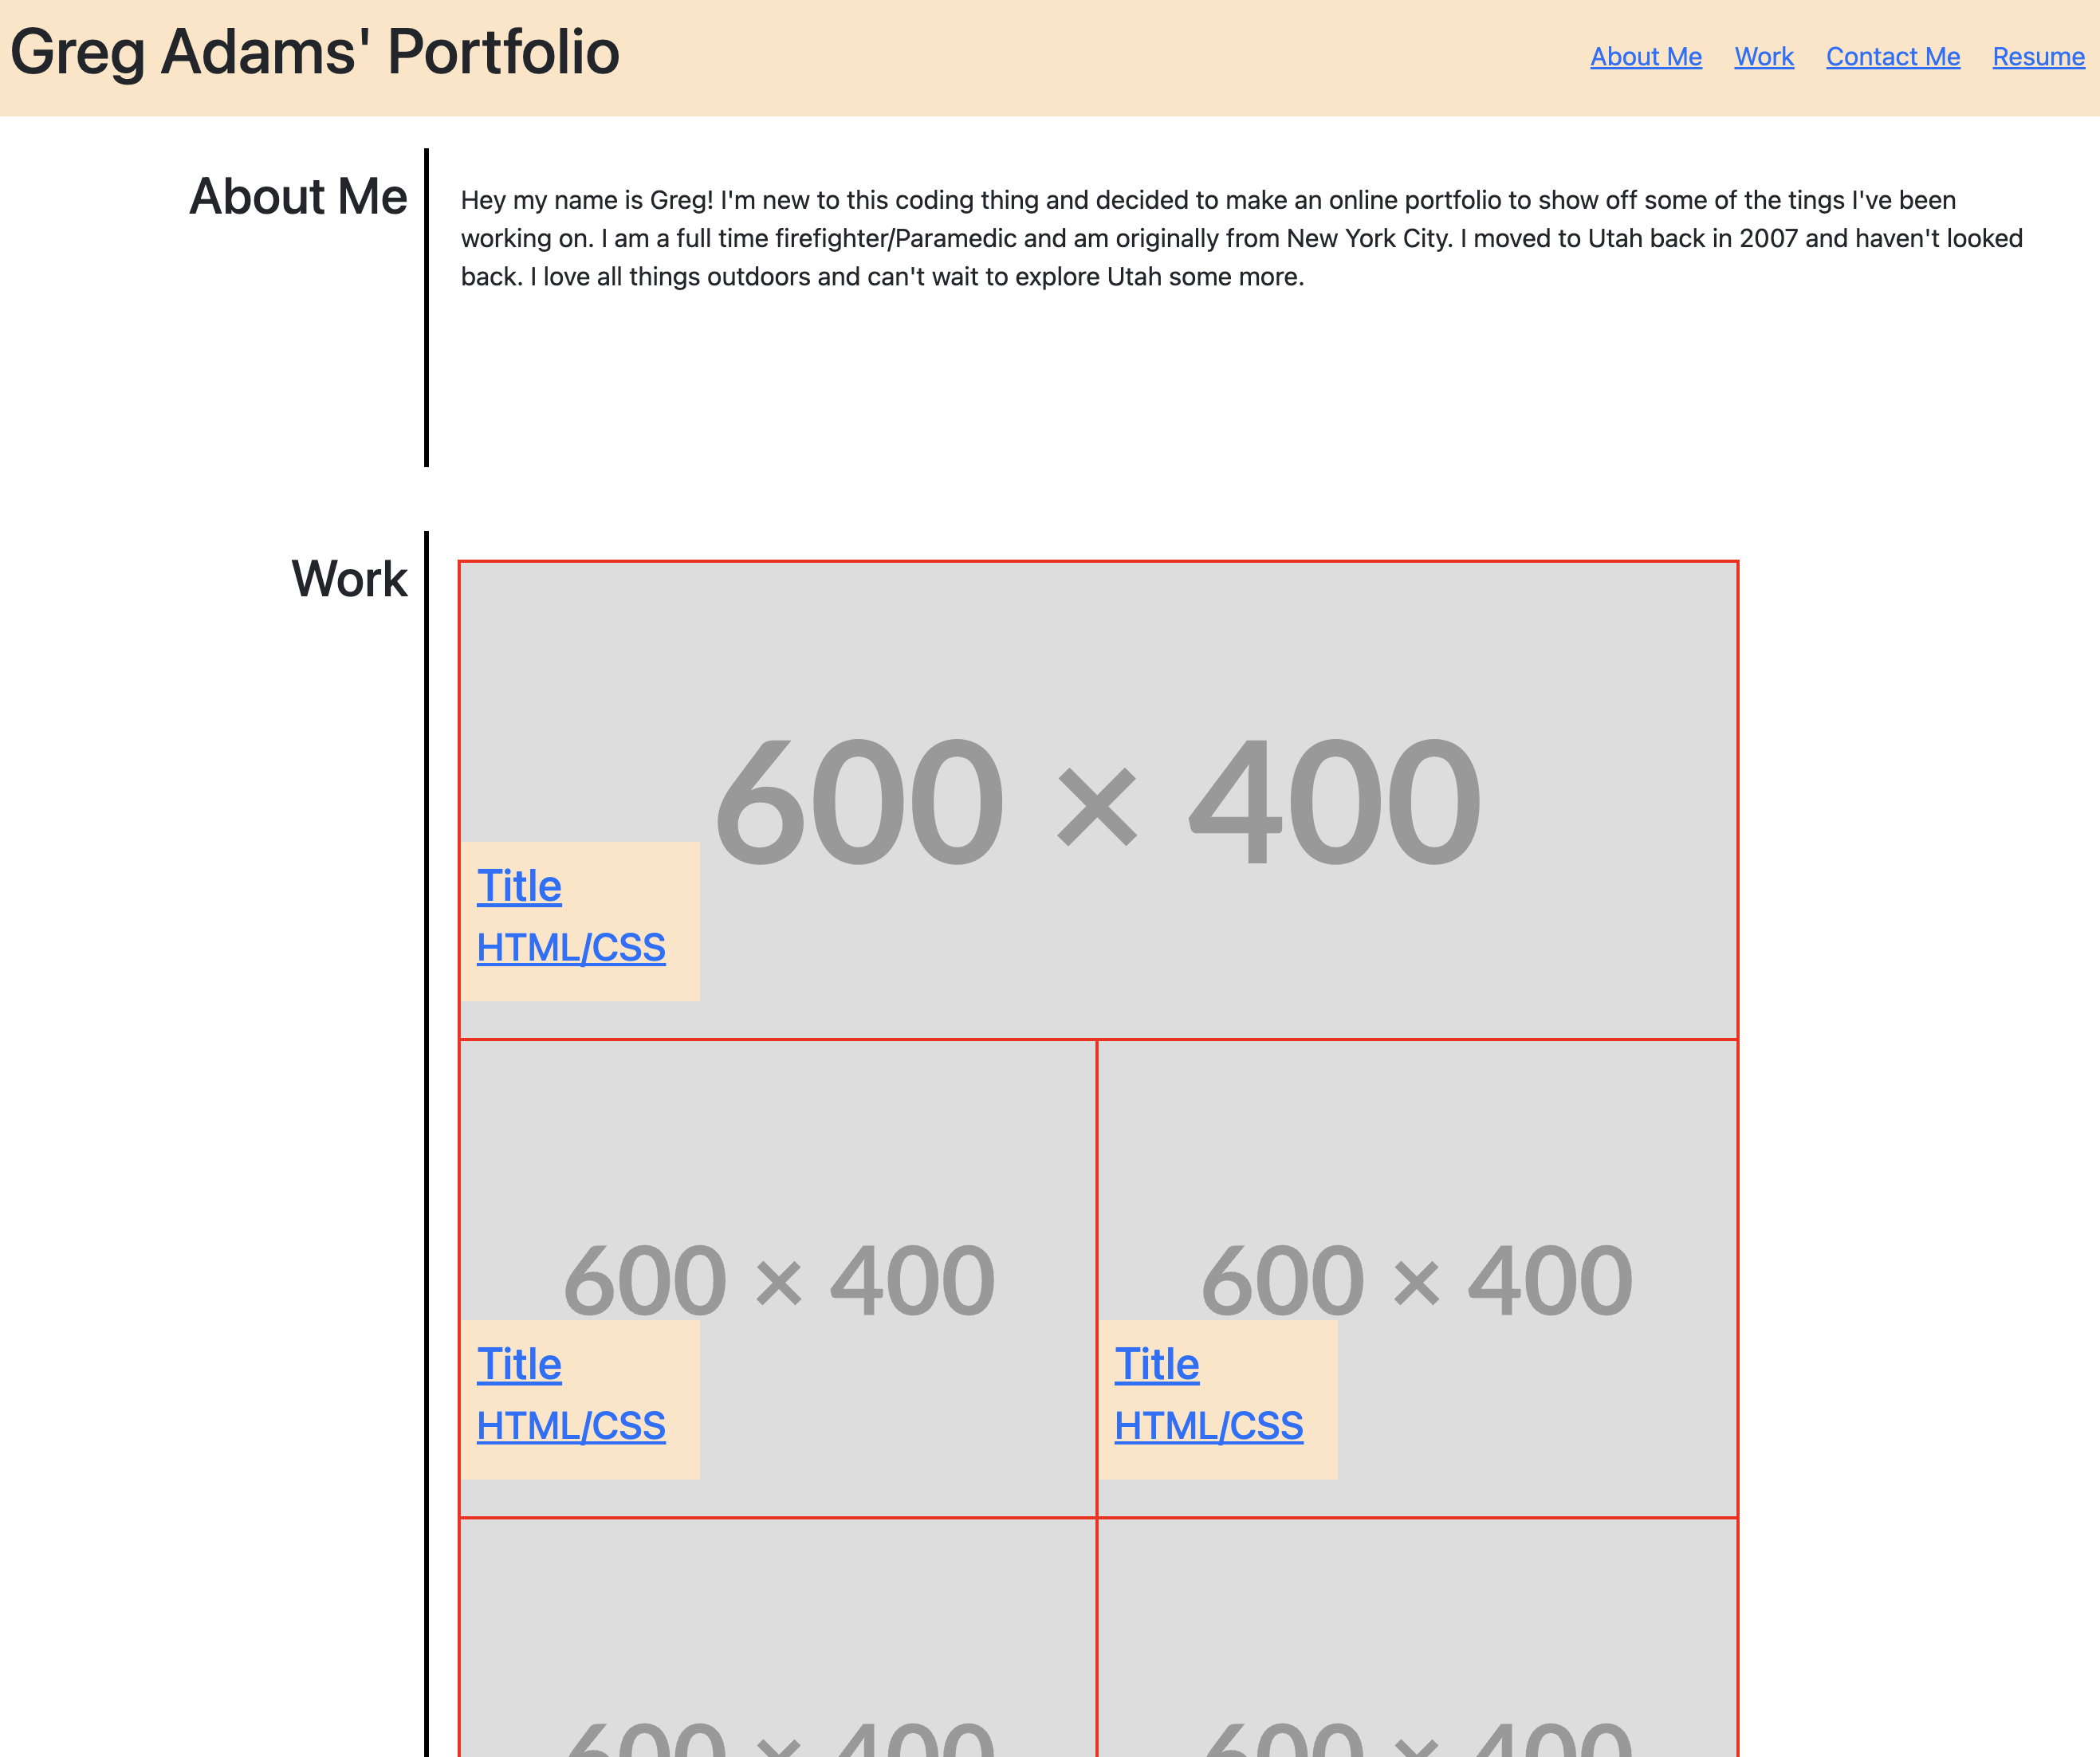 Greg Adams' Portfolio
About Me Work Contact Me Resume
About Me
Hey my name is Greg! I'm new to this coding thing and decided to make an online portfolio to show off some of the tings I've been
working on. I am a full time firefighter/Paramedic and am originally from New York City. I moved to Utah back in 2007 and haven't looked
back. I love all things outdoors and can't wait to explore Utah some more.
Work
600 × 400
Title
HTML/CSS
600 × 400
Title
HTML/CSS
600 × 400
Title
HTML/CSS
600 × 400
600 × 400